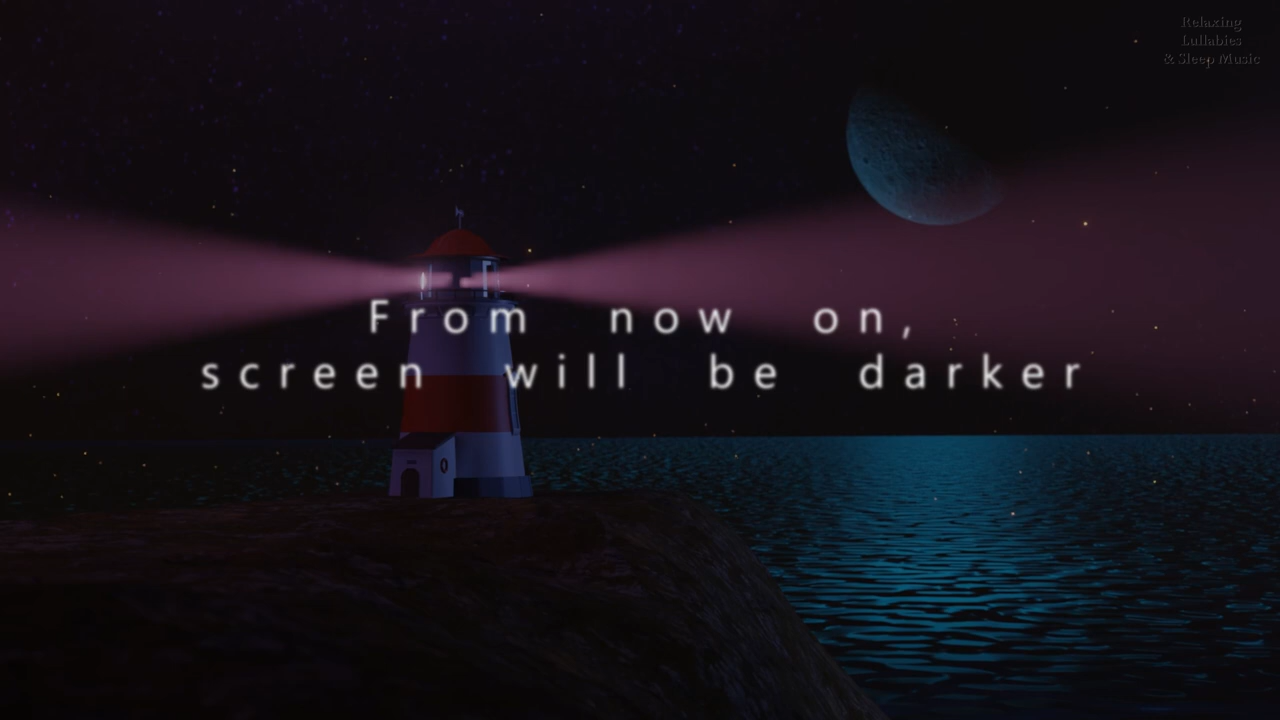 Relaxing
Lullabies
& Sleep Music
From now on,
screen will be darker